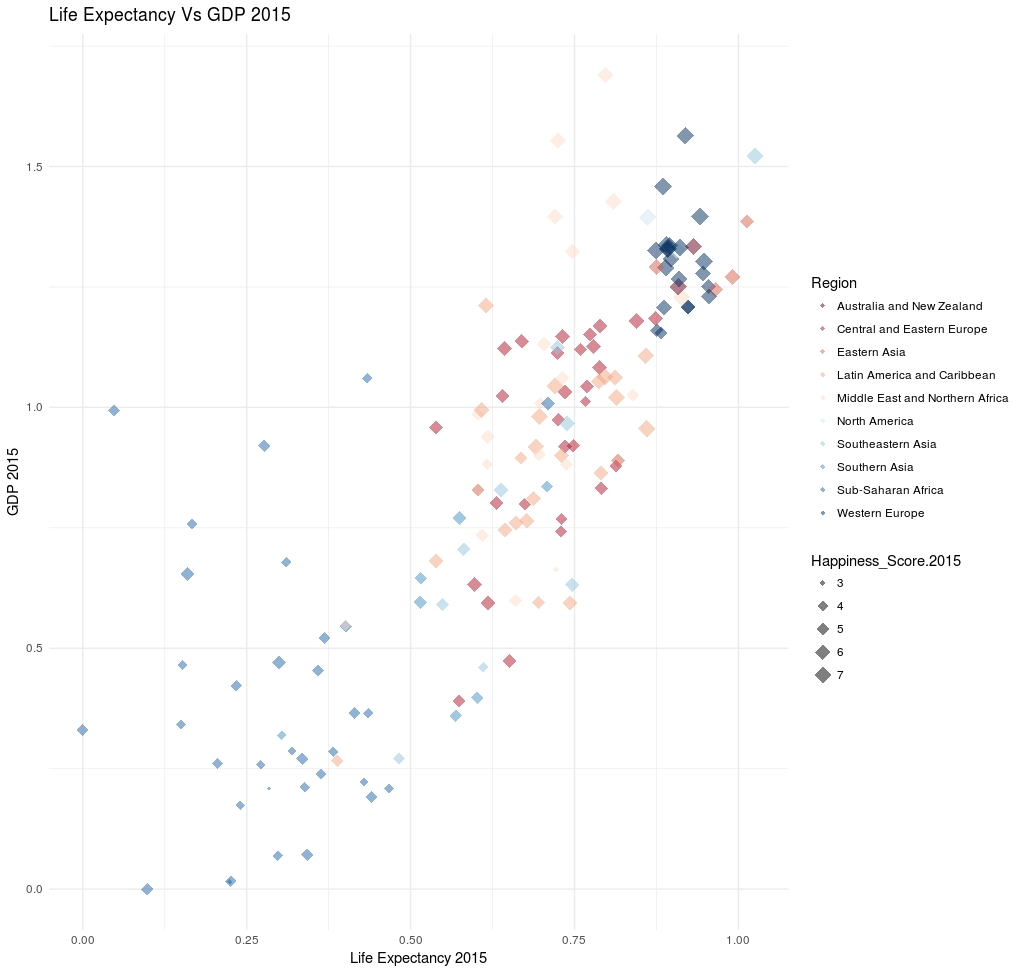 Life Expectancy Vs GDP 2015
1.5
1.0
0.5
0.0
GDP 2015
0.00 0.25 0.50 0.75 1.00
Life Expectancy 2015
Region
Australia and New Zealand
Central and Eastern Europe
Eastern Asia
Latin America and Caribbean
Middle East and Northern Africa
North America
Southeastern Asia
Southern Asia
Sub-Saharan Africa
Western Europe
Happiness_Score.2015
3
4
5
6
7